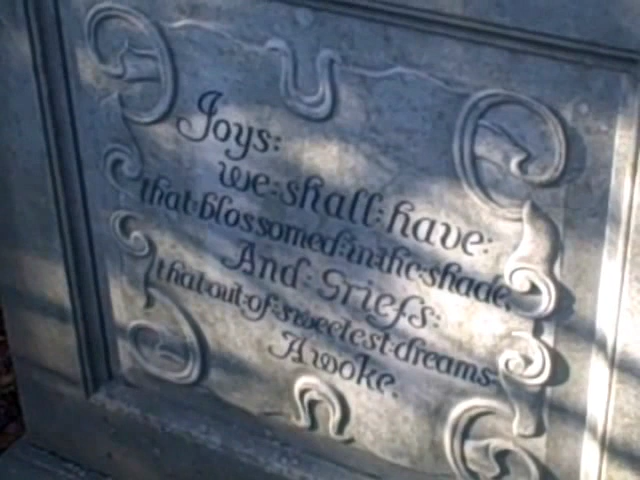 Joys:
we:shall:have:
that:blossomed:in:the:shade,
And:Griefs:
that:out:of:sweetest:dreams:
Awoke.